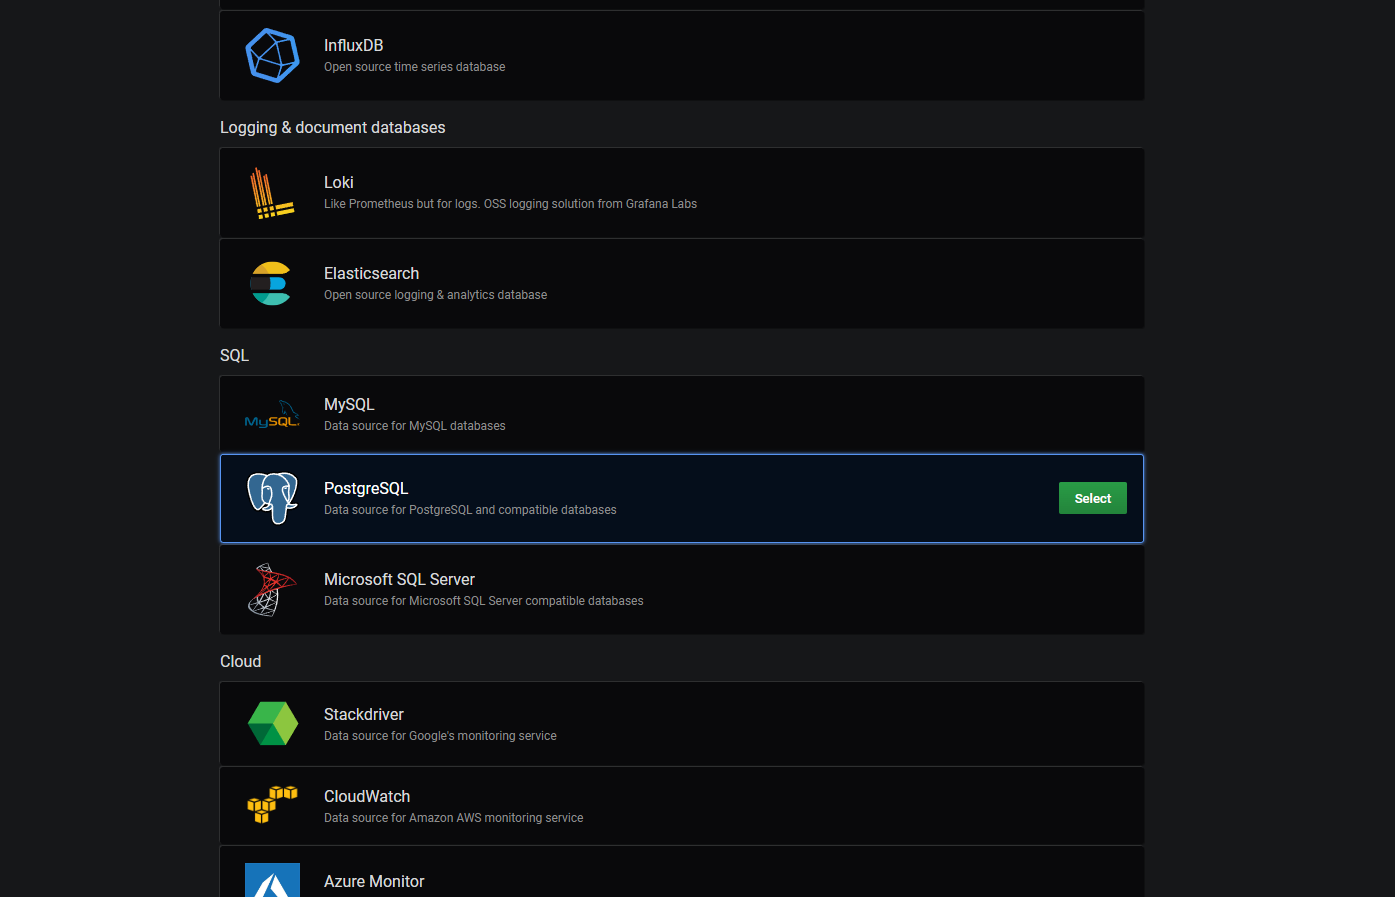 InfluxDB
Open source time series database
Logging & document databases
Loki
Like Prometheus but for logs. OSS logging solution from Grafana Labs
Elasticsearch
Open source logging & analytics database
SQL
MySQL
MySQL
Data source for MySQL databases
PostgreSQL
Data source for PostgreSQL and compatible databases
Select
Microsoft SQL Server
Data source for Microsoft SQL Server compatible databases
Cloud
Stackdriver
Data source for Google's monitoring service
CloudWatch
Data source for Amazon AWS monitoring service
Azure Monitor